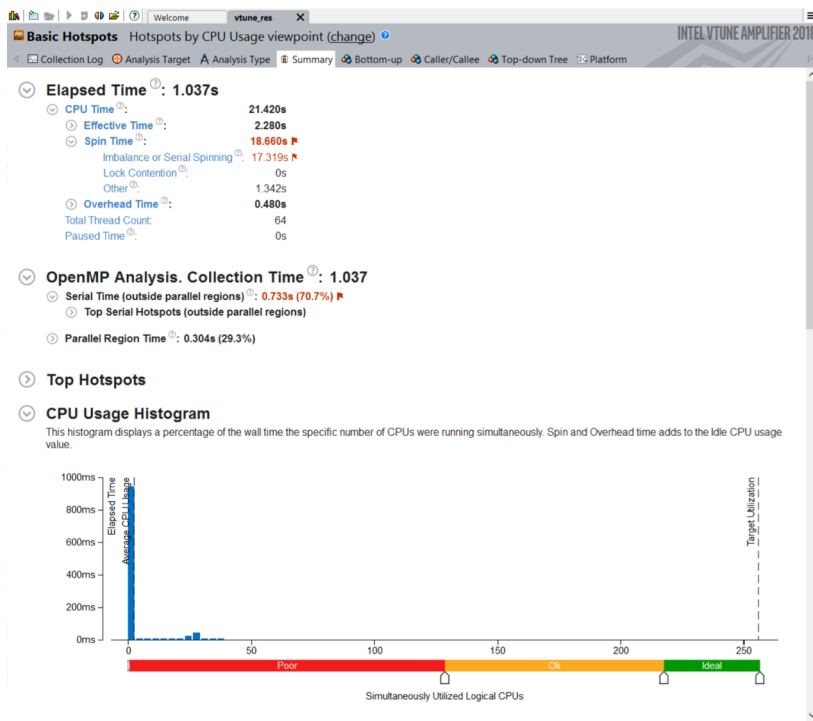 Welcome
vtune_res X
Basic Hotspots Hotspots by CPU Usage viewpoint (change) ?
INTEL VTUNE AMPLIFIER 2018
Collection Log Analysis Target Analysis Type Summary Bottom-up Caller/Callee Top-down Tree Platform
Elapsed Time ?: 1.037s
CPU Time ?: 21.420s
Effective Time ?: 2.280s
Spin Time ?: 18.660s
Imbalance or Serial Spinning ?: 17.319s
Lock Contention ?: 0s
Other ?: 1.342s
Overhead Time ?: 0.480s
Total Thread Count: 64
Paused Time ?: 0s
OpenMP Analysis. Collection Time ?: 1.037
Serial Time (outside parallel regions) ?: 0.733s (70.7%)
Top Serial Hotspots (outside parallel regions)
Parallel Region Time ?: 0.304s (29.3%)
Top Hotspots
CPU Usage Histogram
This histogram displays a percentage of the wall time the specific number of CPUs were running simultaneously. Spin and Overhead time adds to the Idle CPU usage
value.
1000ms
800ms
600ms
400ms
200ms
0ms
Elapsed Time
Average CPU Usage
Target Utilization
0 50 100 150 200 250
Poor Ok Ideal
Simultaneously Utilized Logical CPUs